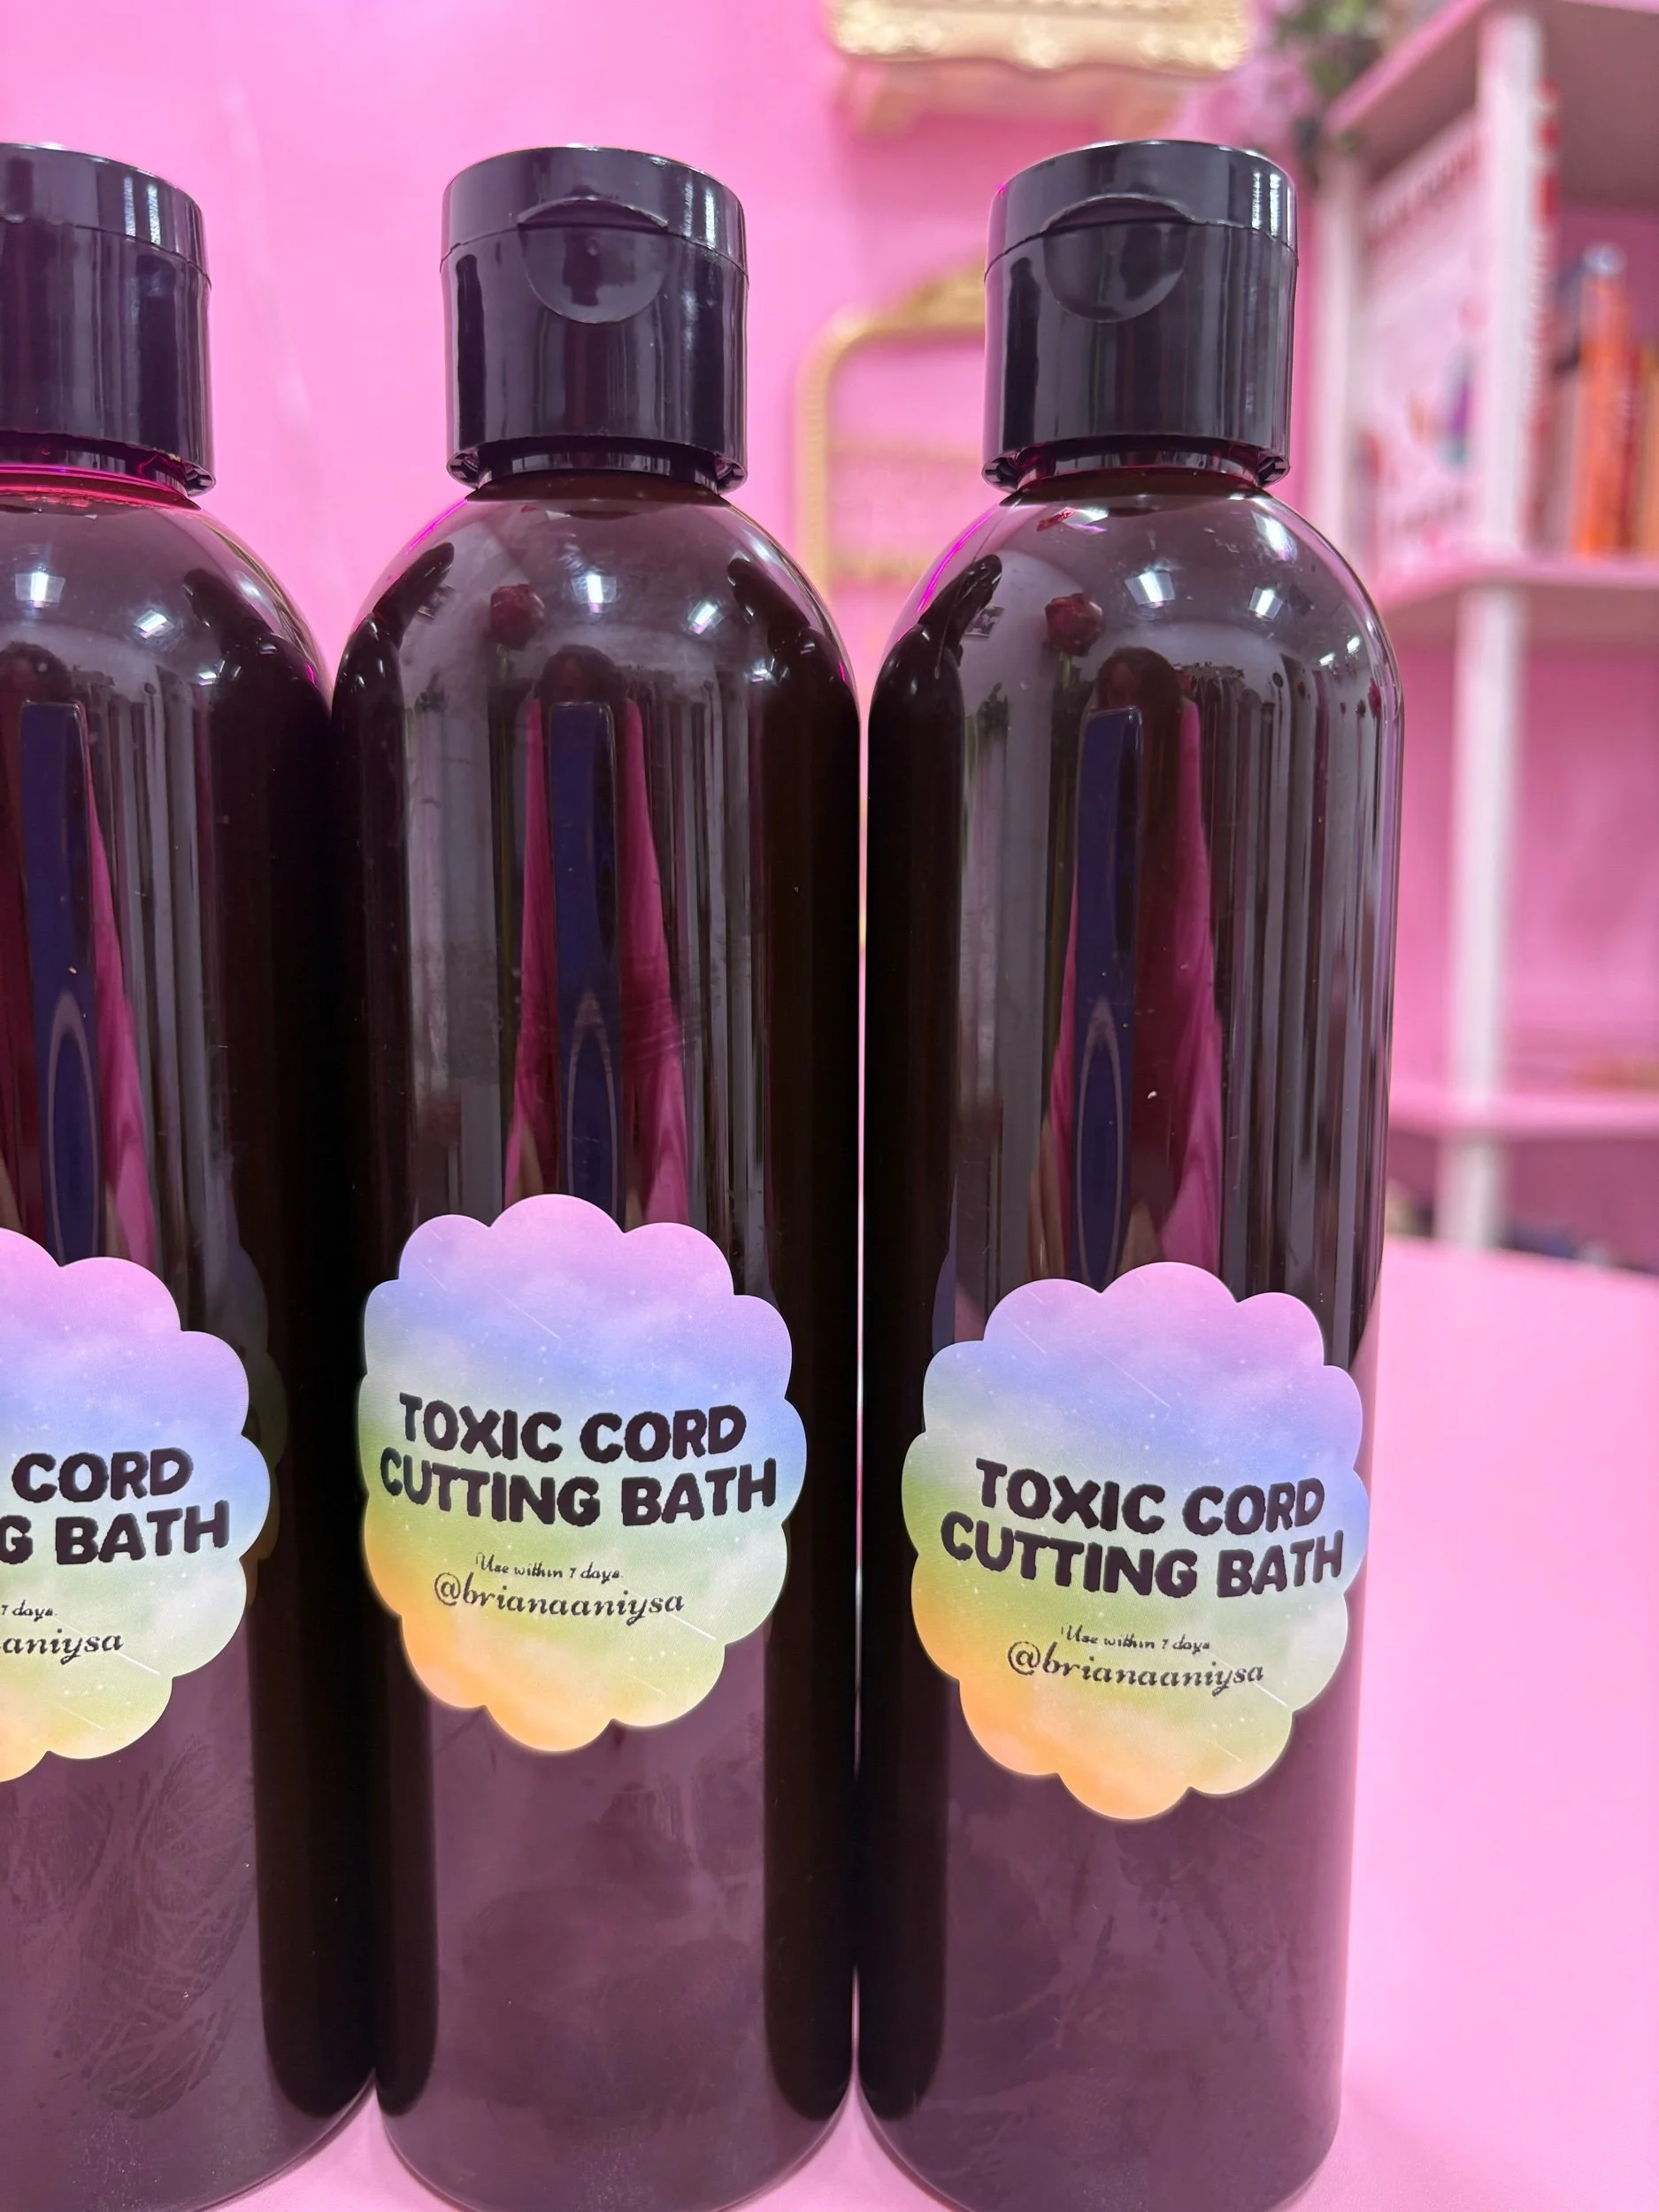 CORD
G BATH
7 days.
aniysa
TOXIC CORD
CUTTING BATH
Use within 7 days.
@brianaaniysa
TOXIC CORD
CUTTING BATH
Use within 7 days
@brianaaniysa